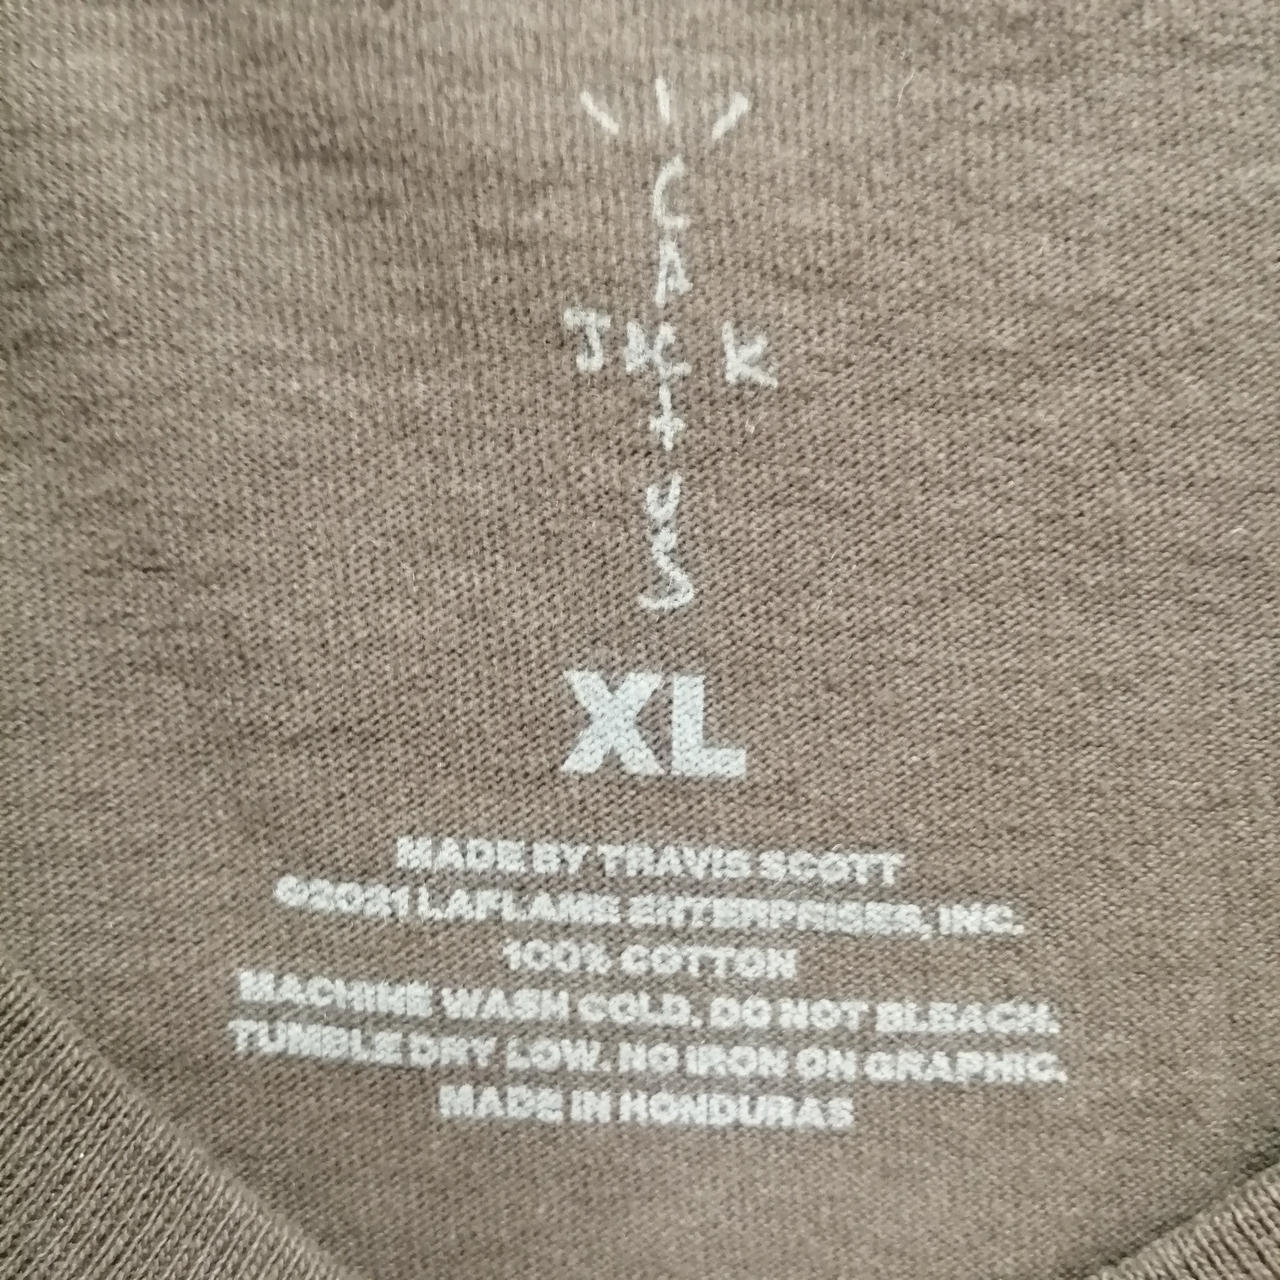 CACTUS
JACK
XL
MADE BY TRAVIS SCOTT
©2021 LAFLAME ENTERPRISES, INC.
100% COTTON
MACHINE WASH COLD. DO NOT BLEACH.
TUMBLE DRY LOW. NO IRON ON GRAPHIC.
MADE IN HONDURAS